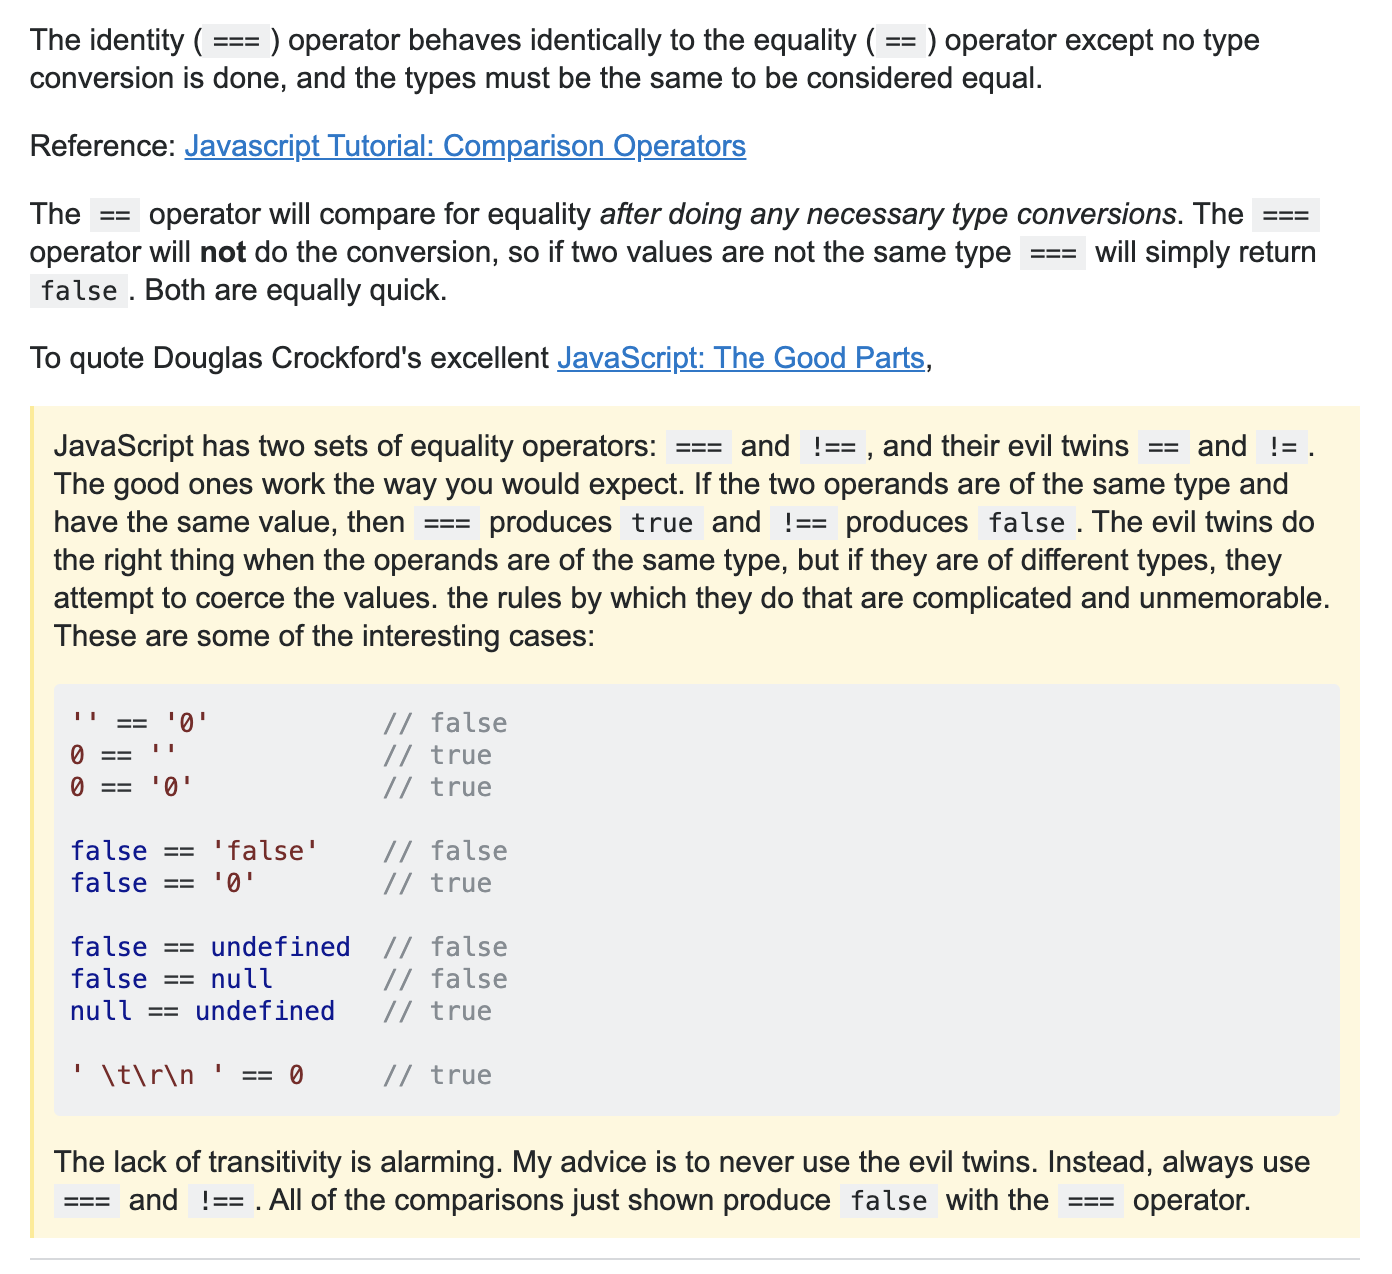 The identity ( === ) operator behaves identically to the equality ( == ) operator except no type
conversion is done, and the types must be the same to be considered equal.
Reference: Javascript Tutorial: Comparison Operators
The == operator will compare for equality after doing any necessary type conversions. The ===
operator will not do the conversion, so if two values are not the same type === will simply return
false . Both are equally quick.
To quote Douglas Crockford's excellent JavaScript: The Good Parts,
JavaScript has two sets of equality operators: === and !== , and their evil twins == and != .
The good ones work the way you would expect. If the two operands are of the same type and
have the same value, then === produces true and !== produces false . The evil twins do
the right thing when the operands are of the same type, but if they are of different types, they
attempt to coerce the values. the rules by which they do that are complicated and unmemorable.
These are some of the interesting cases:
'' == '0'           // false
0 == ''             // true
0 == '0'            // true
false == 'false'    // false
false == '0'        // true
false == undefined  // false
false == null       // false
null == undefined   // true
' \t\r\n ' == 0     // true
The lack of transitivity is alarming. My advice is to never use the evil twins. Instead, always use
=== and !== . All of the comparisons just shown produce false with the === operator.